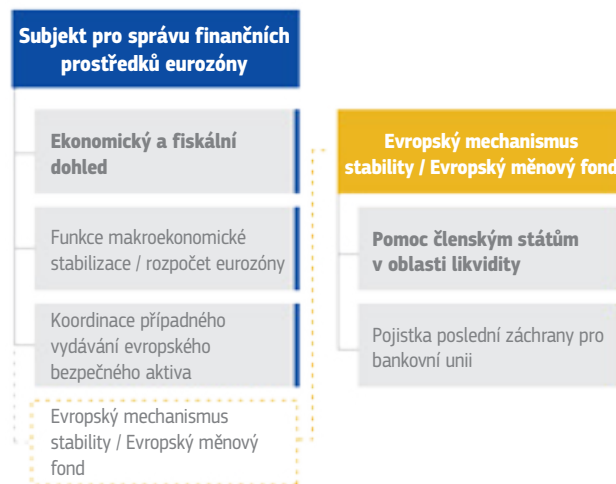 Subjekt pro správu finančních
prostředků eurozóny
Ekonomický a fiskální
dohled
Funkce makroekonomické
stabilizace / rozpočet eurozóny
Koordinace případného
vydávání evropského
bezpečného aktiva
Evropský mechanismus
stability / Evropský měnový
fond
Evropský mechanismus
stability / Evropský měnový fond
Pomoc členským státům
v oblasti likvidity
Pojistka poslední záchrany pro
bankovní unii